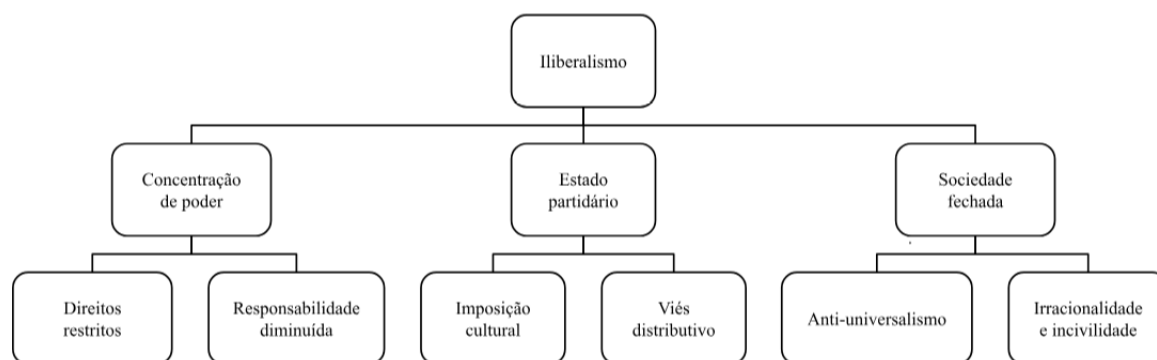 Iliberalismo
Concentração
de poder
Estado
partidário
Sociedade
fechada
Direitos
restritos
Responsabilidade
diminuída
Imposição
cultural
Viés
distributivo
Anti-universalismo
Irracionalidade
e incivilidade